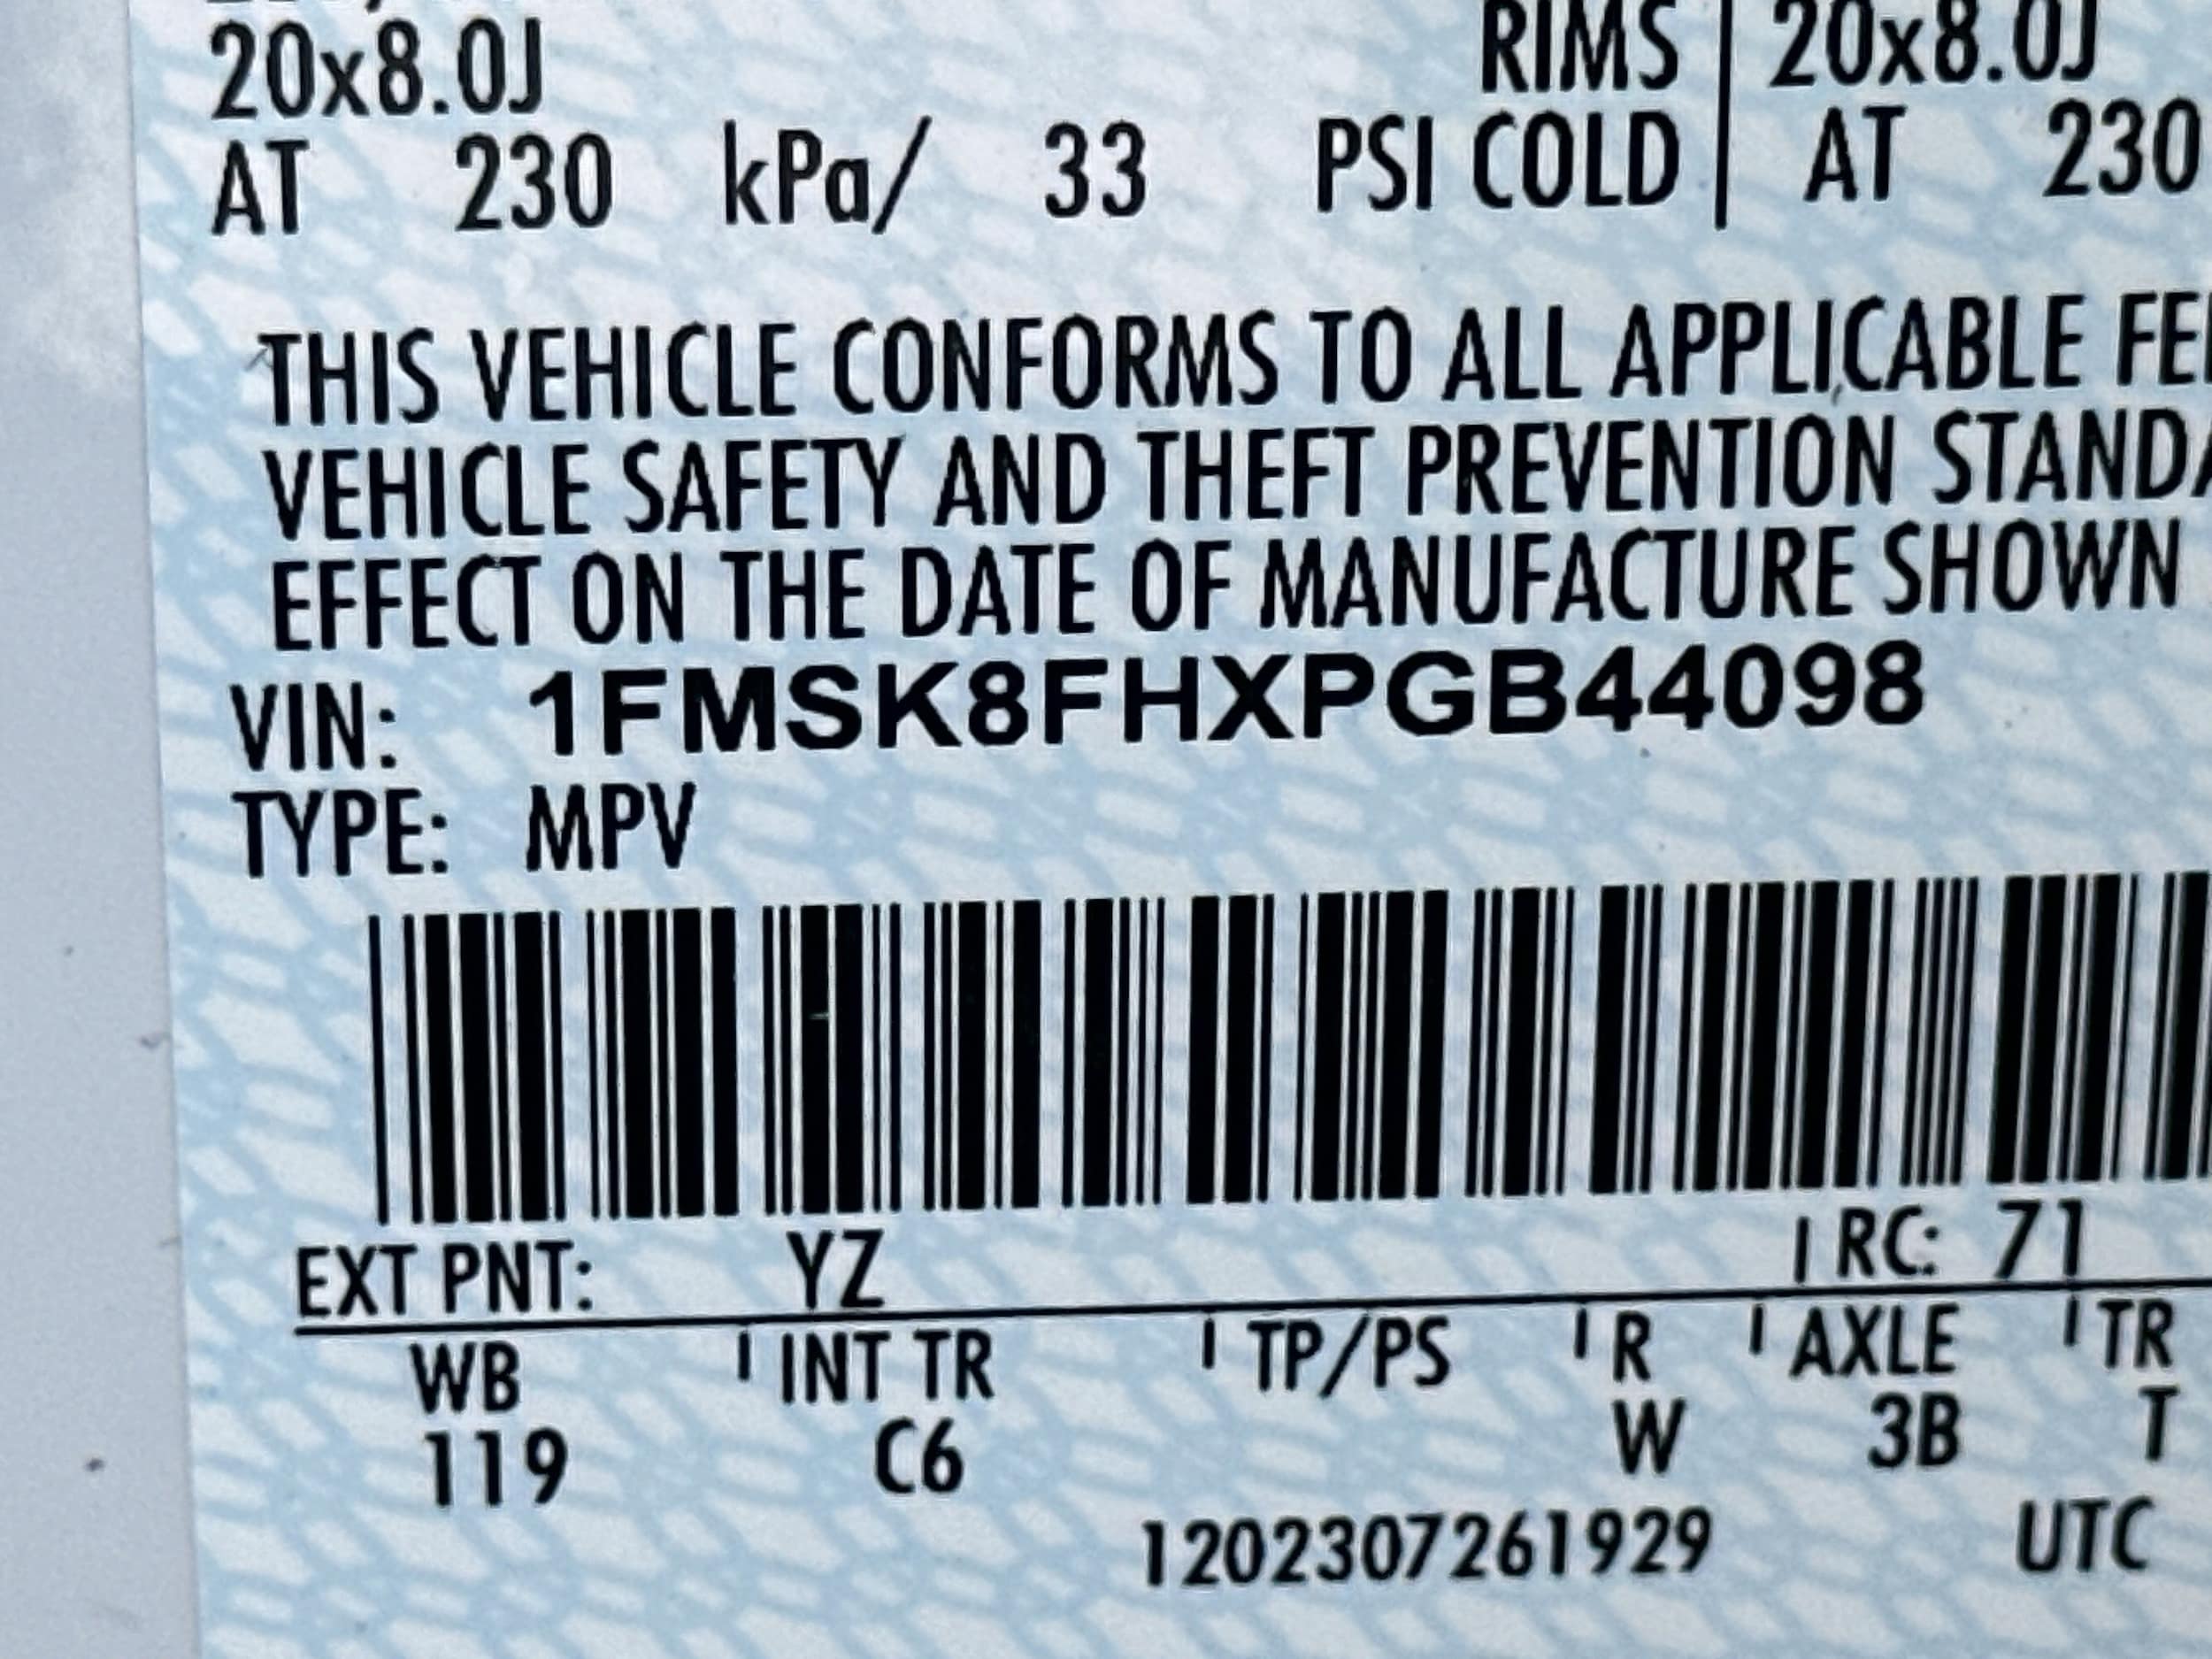 20x8.0J RIMS 20x8.0J
AT 230 kPa/ 33 PSI COLD AT 230
THIS VEHICLE CONFORMS TO ALL APPLICABLE
VEHICLE SAFETY AND THEFT PREVENTION
EFFECT ON THE DATE OF MANUFACTURE SHOWN
VIN: 1FMSK8FHXPGB44098
TYPE: MPV
EXT PNT: YZ RC: 71
WB INT TR TP/PS R AXLE TR
119 C6 W 3B T
1202307261929 UTC